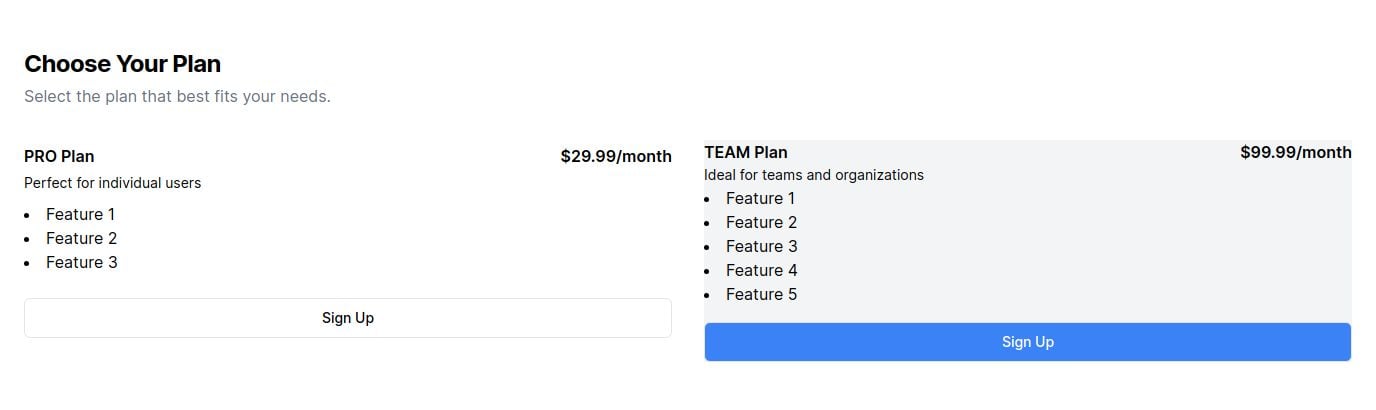 Choose Your Plan
Select the plan that best fits your needs.
PRO Plan $29.99/month
Perfect for individual users
• Feature 1
• Feature 2
• Feature 3
Sign Up
TEAM Plan $99.99/month
Ideal for teams and organizations
• Feature 1
• Feature 2
• Feature 3
• Feature 4
• Feature 5
Sign Up